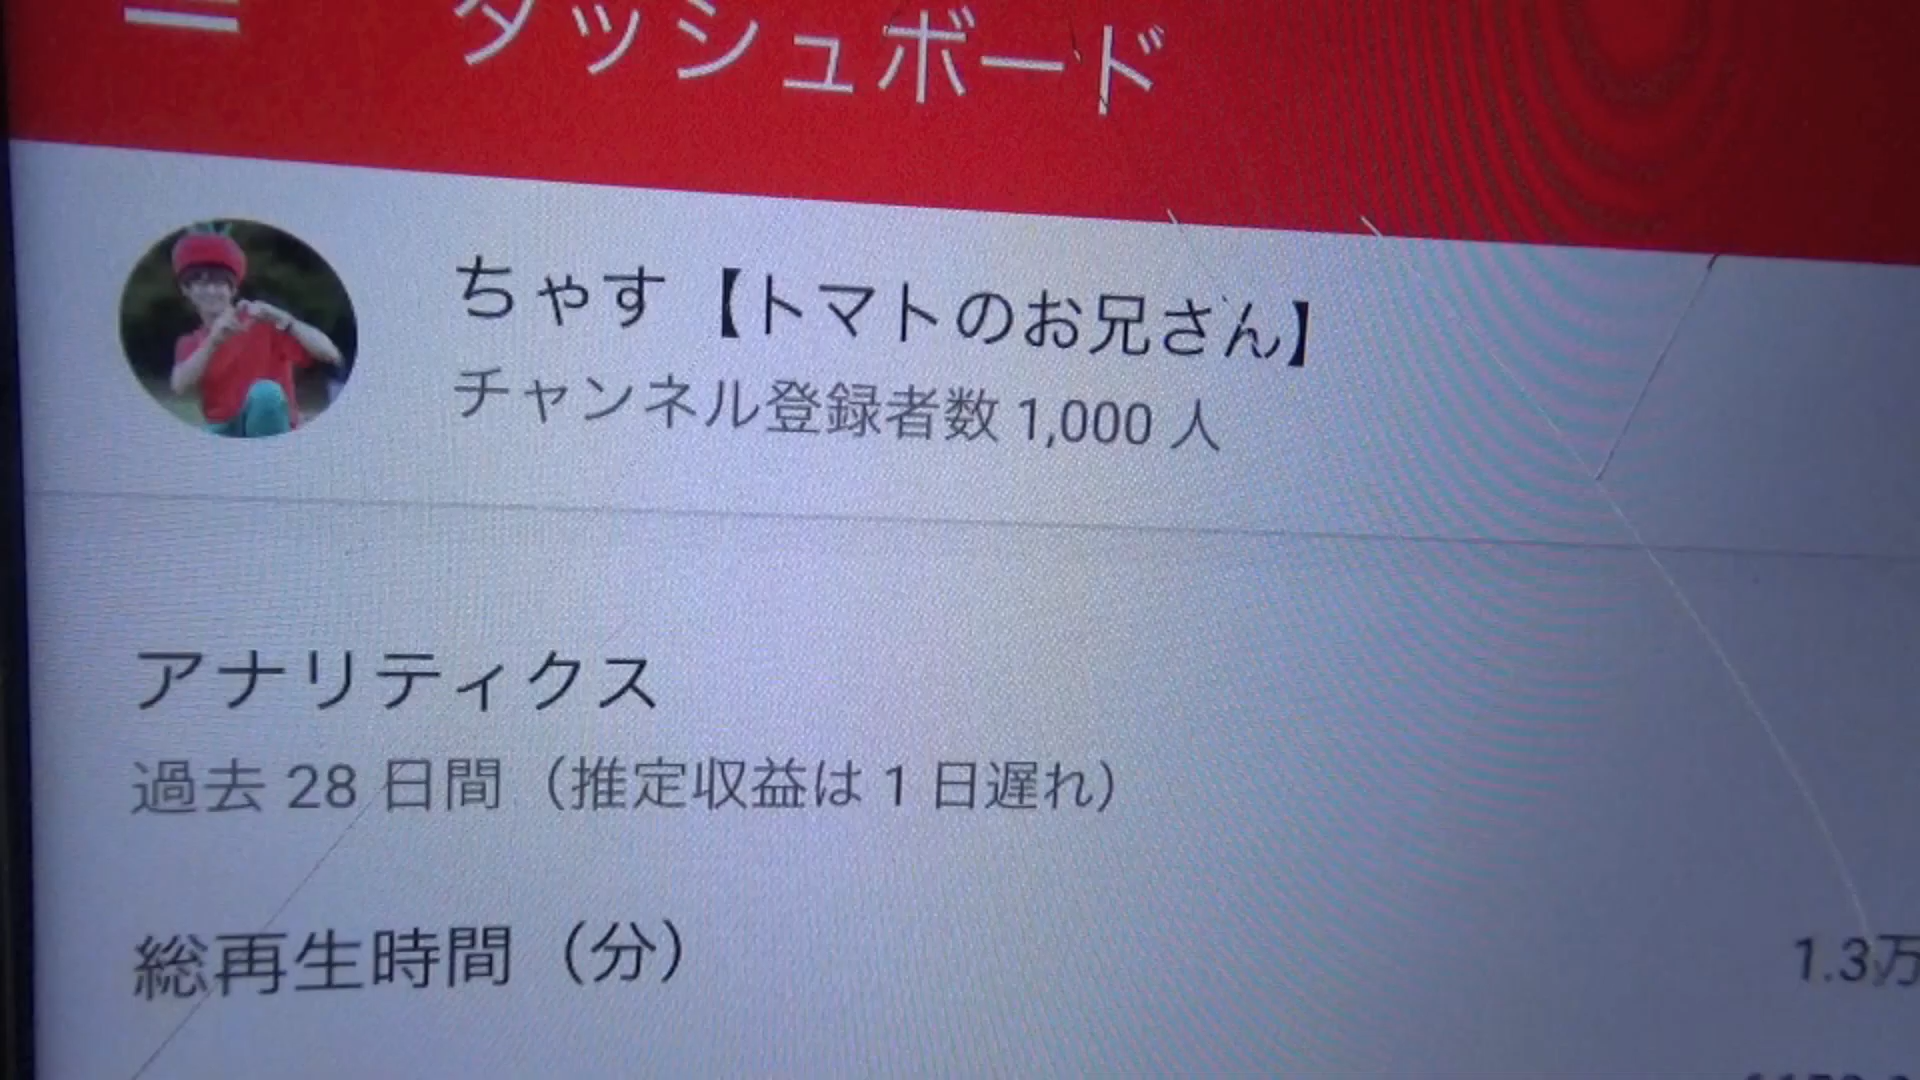 ダッシュボード
ちゃす【トマトのお兄さん】
チャンネル登録者数 1,000 人
アナリティクス
過去 28 日間（推定収益は 1 日遅れ）
総再生時間（分）
1.3万